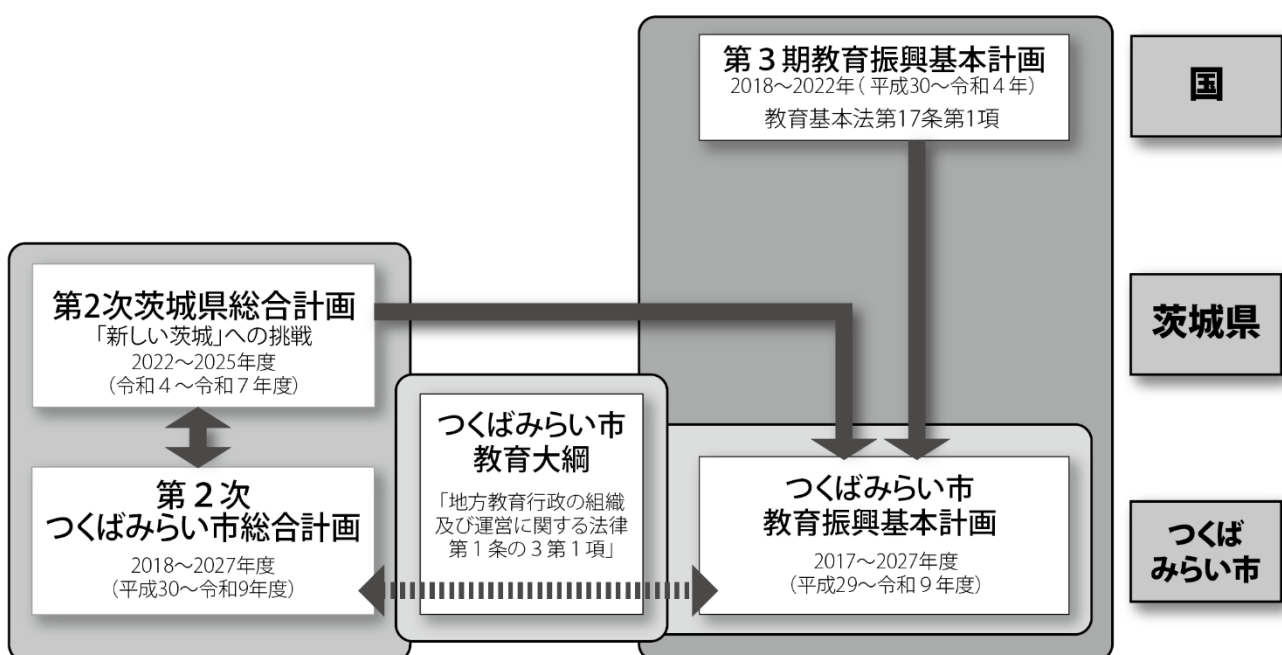 第３期教育振興基本計画
2018～2022年（平成30～令和４年）
教育基本法第17条第1項
国
第2次茨城県総合計画
「新しい茨城」への挑戦
2022～2025年度
（令和４～令和７年度）
茨城県
つくばみらい市
教育大綱
「地方教育行政の組織
及び運営に関する法律
第１条の３第１項」
第２次
つくばみらい市総合計画
2018～2027年度
（平成30～令和9年度）
つくばみらい市
教育振興基本計画
2017～2027年度
（平成29～令和９年度）
つくば
みらい市